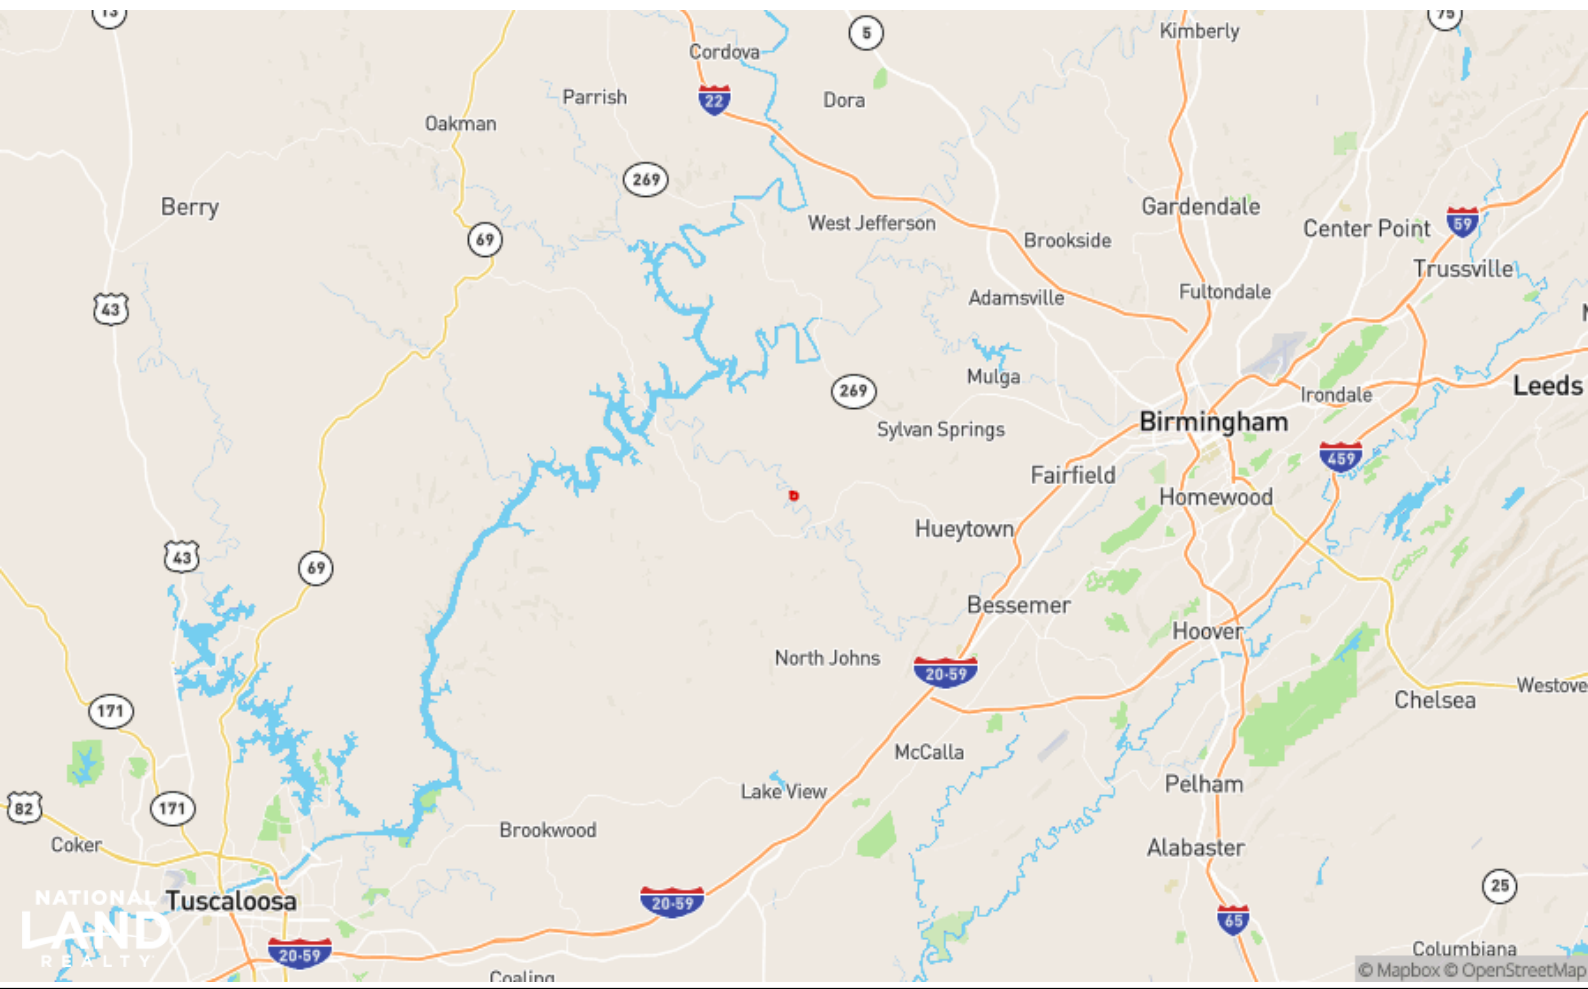 13
75
Kimberly
5
Cordova
22
Parrish
Dora
Oakman
269
Berry
Gardendale
West Jefferson
59
Center Point
69
Brookside
Trussville
Fultondale
Adamsville
43
Mulga
Leeds
269
Irondale
Birmingham
Sylvan Springs
459
Fairfield
Homewood
Hueytown
43
69
Bessemer
Hoover
North Johns
20-59
Westove
Chelsea
171
McCalla
Pelham
Lake View
82
171
Brookwood
Coker
Alabaster
25
NATIONAL
LAND
REALTY
Tuscaloosa
20-59
65
Columbiana
20-59
© Mapbox © OpenStreetMap
Coaling